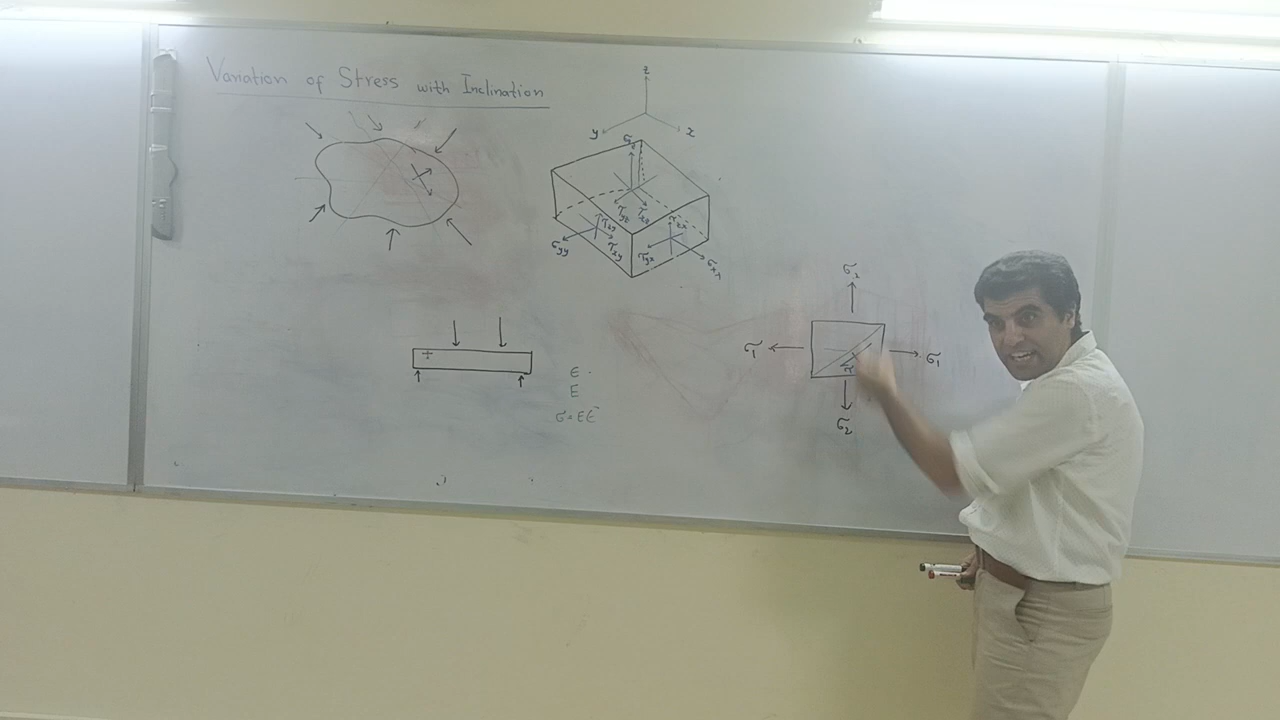 Variation of Stress with Inclination
z
y
x
τyz
τxz
τzy
τzx
σyy
τxy
τyx
σxx
σ2
σ1
σ1
τ
σ2
+
ϵ
E
σ = Eϵ